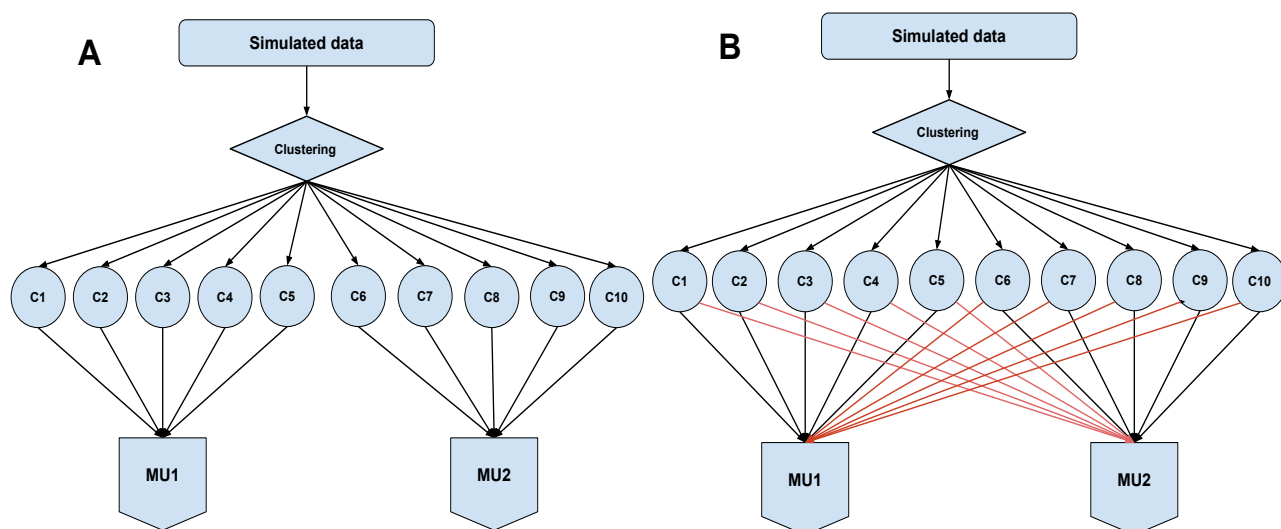 A
Simulated data
Clustering
C1 C2 C3 C4 C5 C6 C7 C8 C9 C10
MU1 MU2
B
Simulated data
Clustering
C1 C2 C3 C4 C5 C6 C7 C8 C9 C10
MU1 MU2